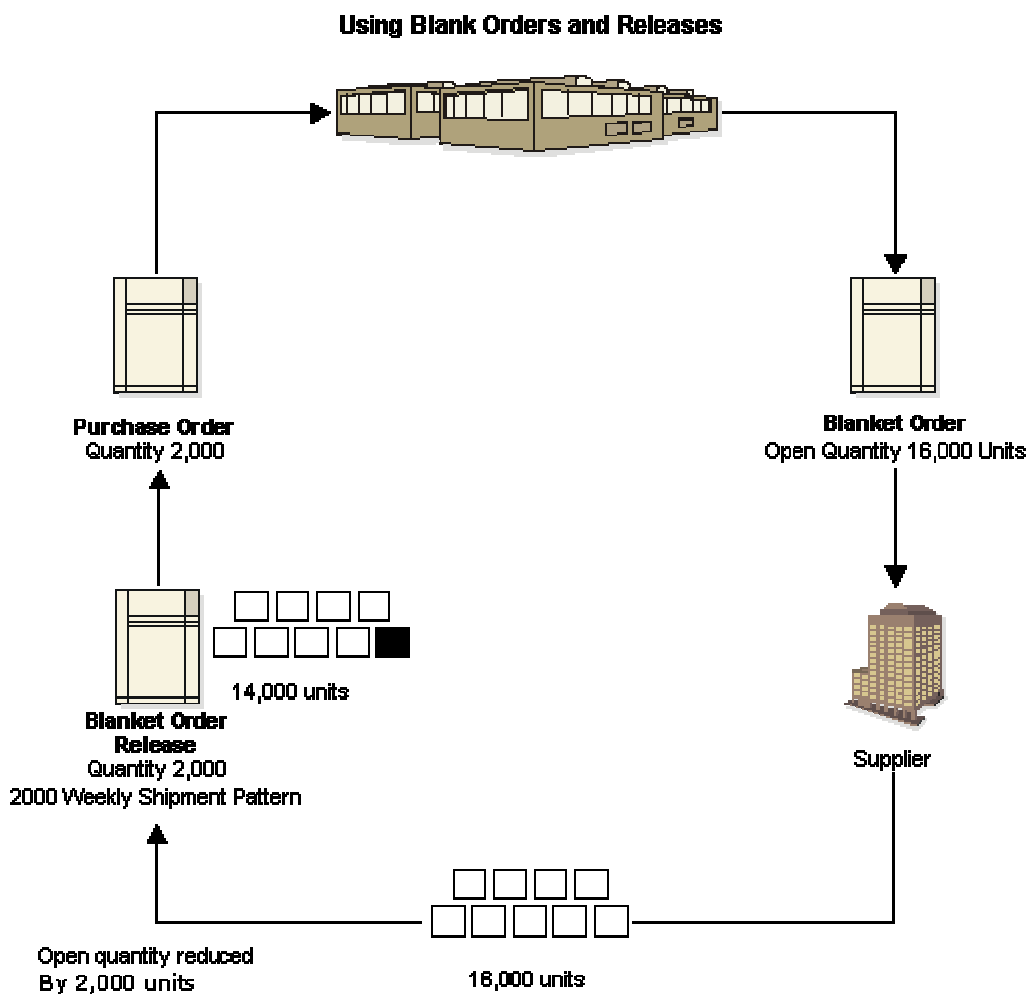 Using Blank Orders and Releases
Purchase Order
Quantity 2,000
Blanket Order
Open Quantity 16,000 Units
14,000 units
Blanket Order
Release
Quantity 2,000
2000 Weekly Shipment Pattern
Supplier
Open quantity reduced
By 2,000 units
16,000 units